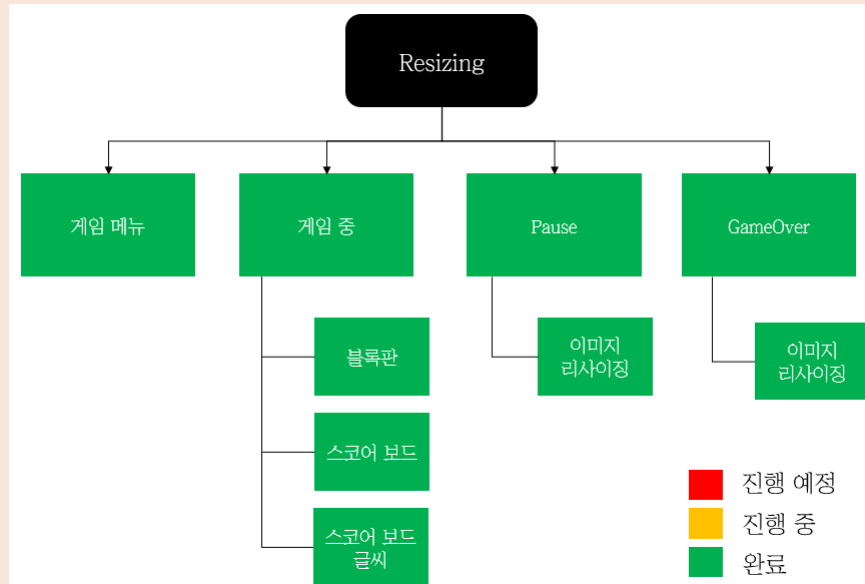 Resizing
게임 메뉴
게임 중
Pause
GameOver
블록판
이미지
리사이징
이미지
리사이징
스코어 보드
스코어 보드
글씨
진행 예정
진행 중
완료